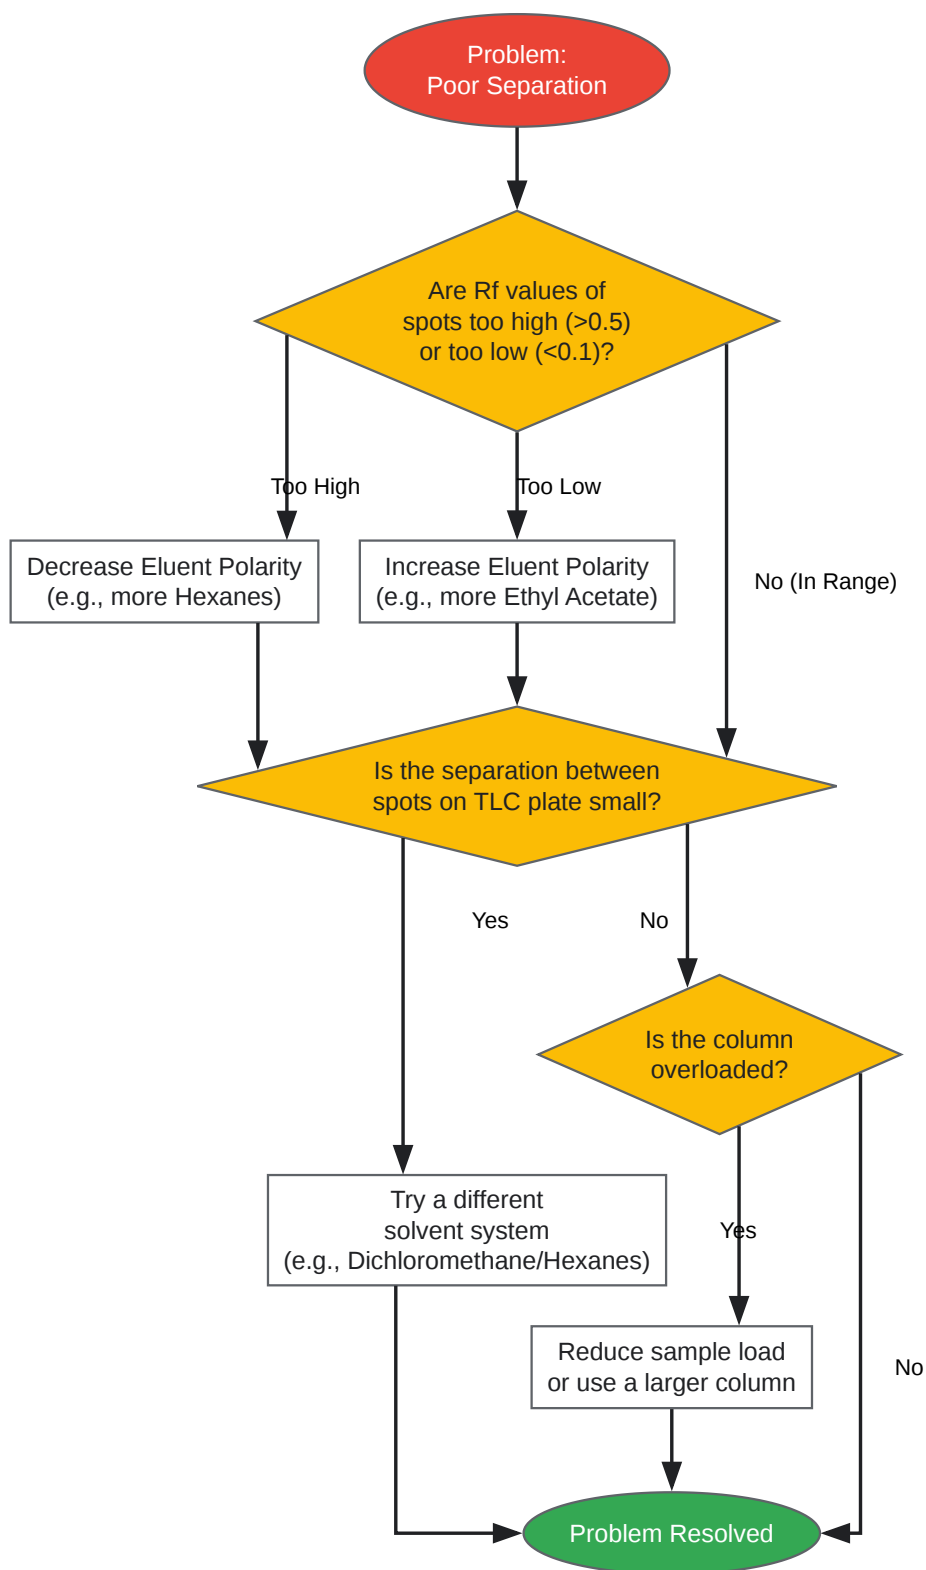 Problem:
Poor Separation
Are Rf values of
spots too high (>0.5)
or too low (<0.1)?
Too High
Too Low
Decrease Eluent Polarity
(e.g., more Hexanes)
Increase Eluent Polarity
(e.g., more Ethyl Acetate)
No (In Range)
Is the separation between
spots on TLC plate small?
Yes
No
Is the column
overloaded?
Try a different
solvent system
(e.g., Dichloromethane/Hexanes)
Yes
Reduce sample load
or use a larger column
No
Problem Resolved